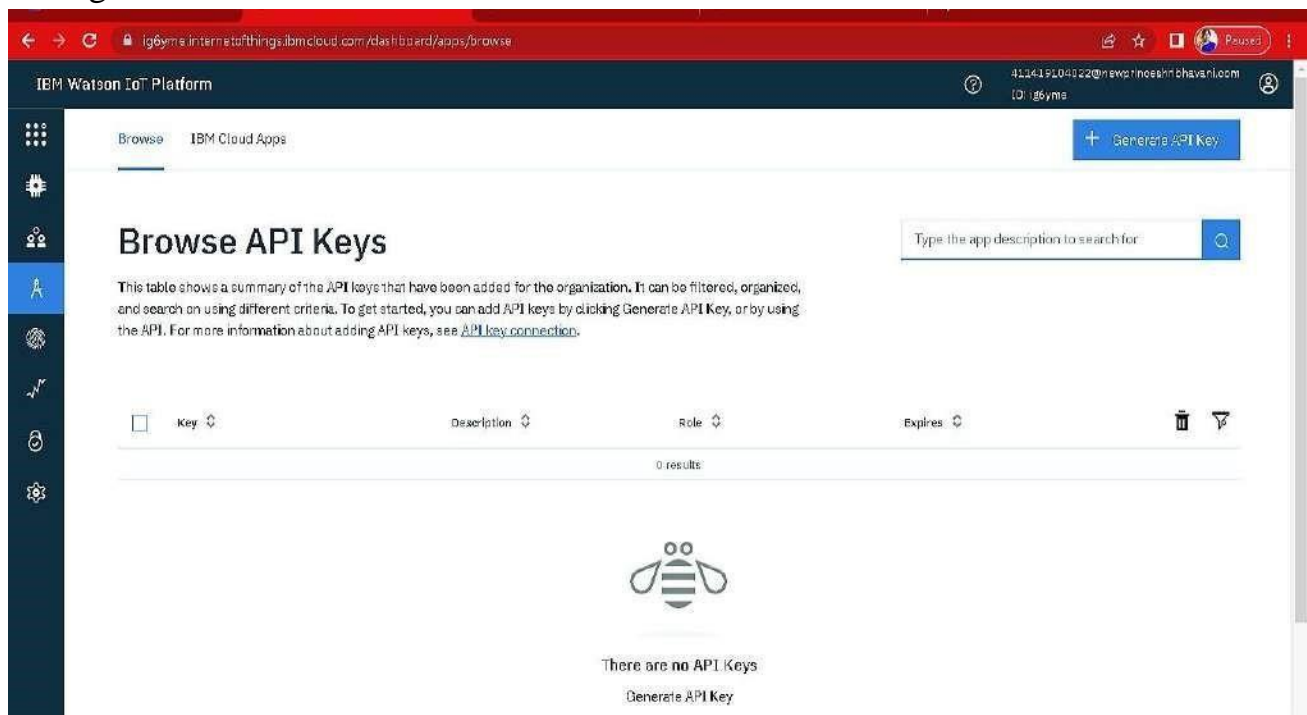 ig6yme.internetofthings.ibmcloud.com/dashboard/apps/browse
Paused
IBM Watson IoT Platform
411419104022@newprinceshribhavani.com
ID: ig6yme
Browse IBM Cloud Apps
+ Generate API Key
Browse API Keys
Type the app description to search for
This table shows a summary of the API keys that have been added for the organization. It can be filtered, organized,
and search on using different criteria. To get started, you can add API keys by clicking Generate API Key, or by using
the API. For more information about adding API keys, see API key connection.
Key Description Role Expires
0 results
There are no API Keys
Generate API Key